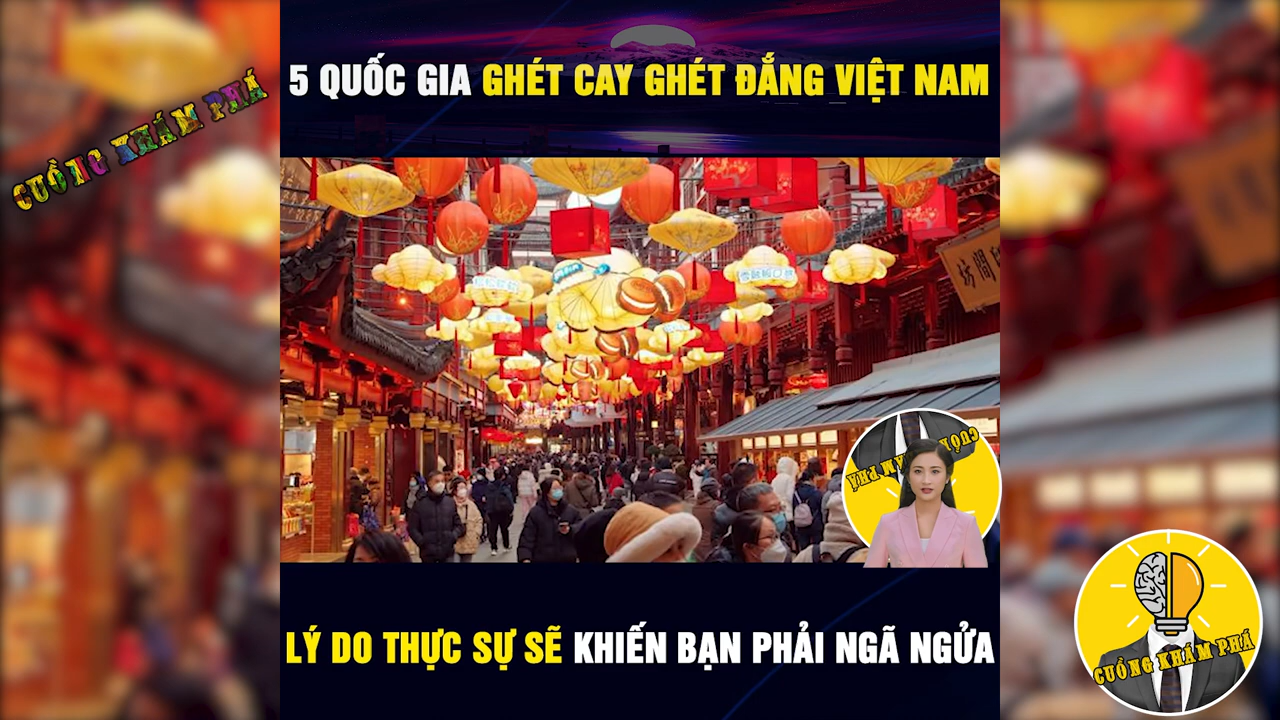 5 QUỐC GIA GHÉT CAY GHÉT ĐẮNG VIỆT NAM
CUỒNG KHÁM PHÁ
LÝ DO THỰC SỰ SẼ KHIẾN BẠN PHẢI NGÃ NGỬA
CUỒNG KHÁM PHÁ